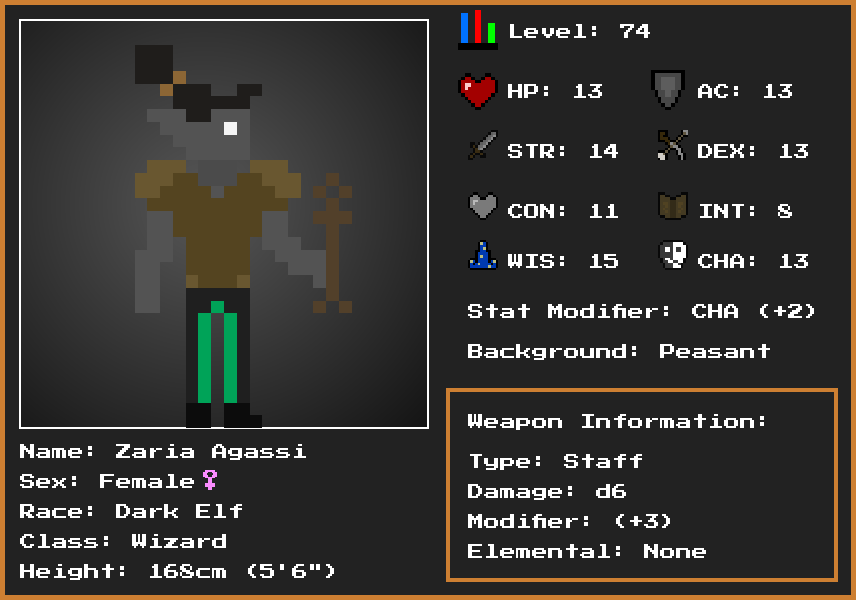 Level: 74
HP: 13
AC: 13
STR: 14
DEX: 13
CON: 11
INT: 8
WIS: 15
CHA: 13
Stat Modifier: CHA (+2)
Background: Peasant
Weapon Information:
Type: Staff
Damage: d6
Modifier: (+3)
Elemental: None
Name: Zaria Agassi
Sex: Female♀
Race: Dark Elf
Class: Wizard
Height: 168cm (5'6")